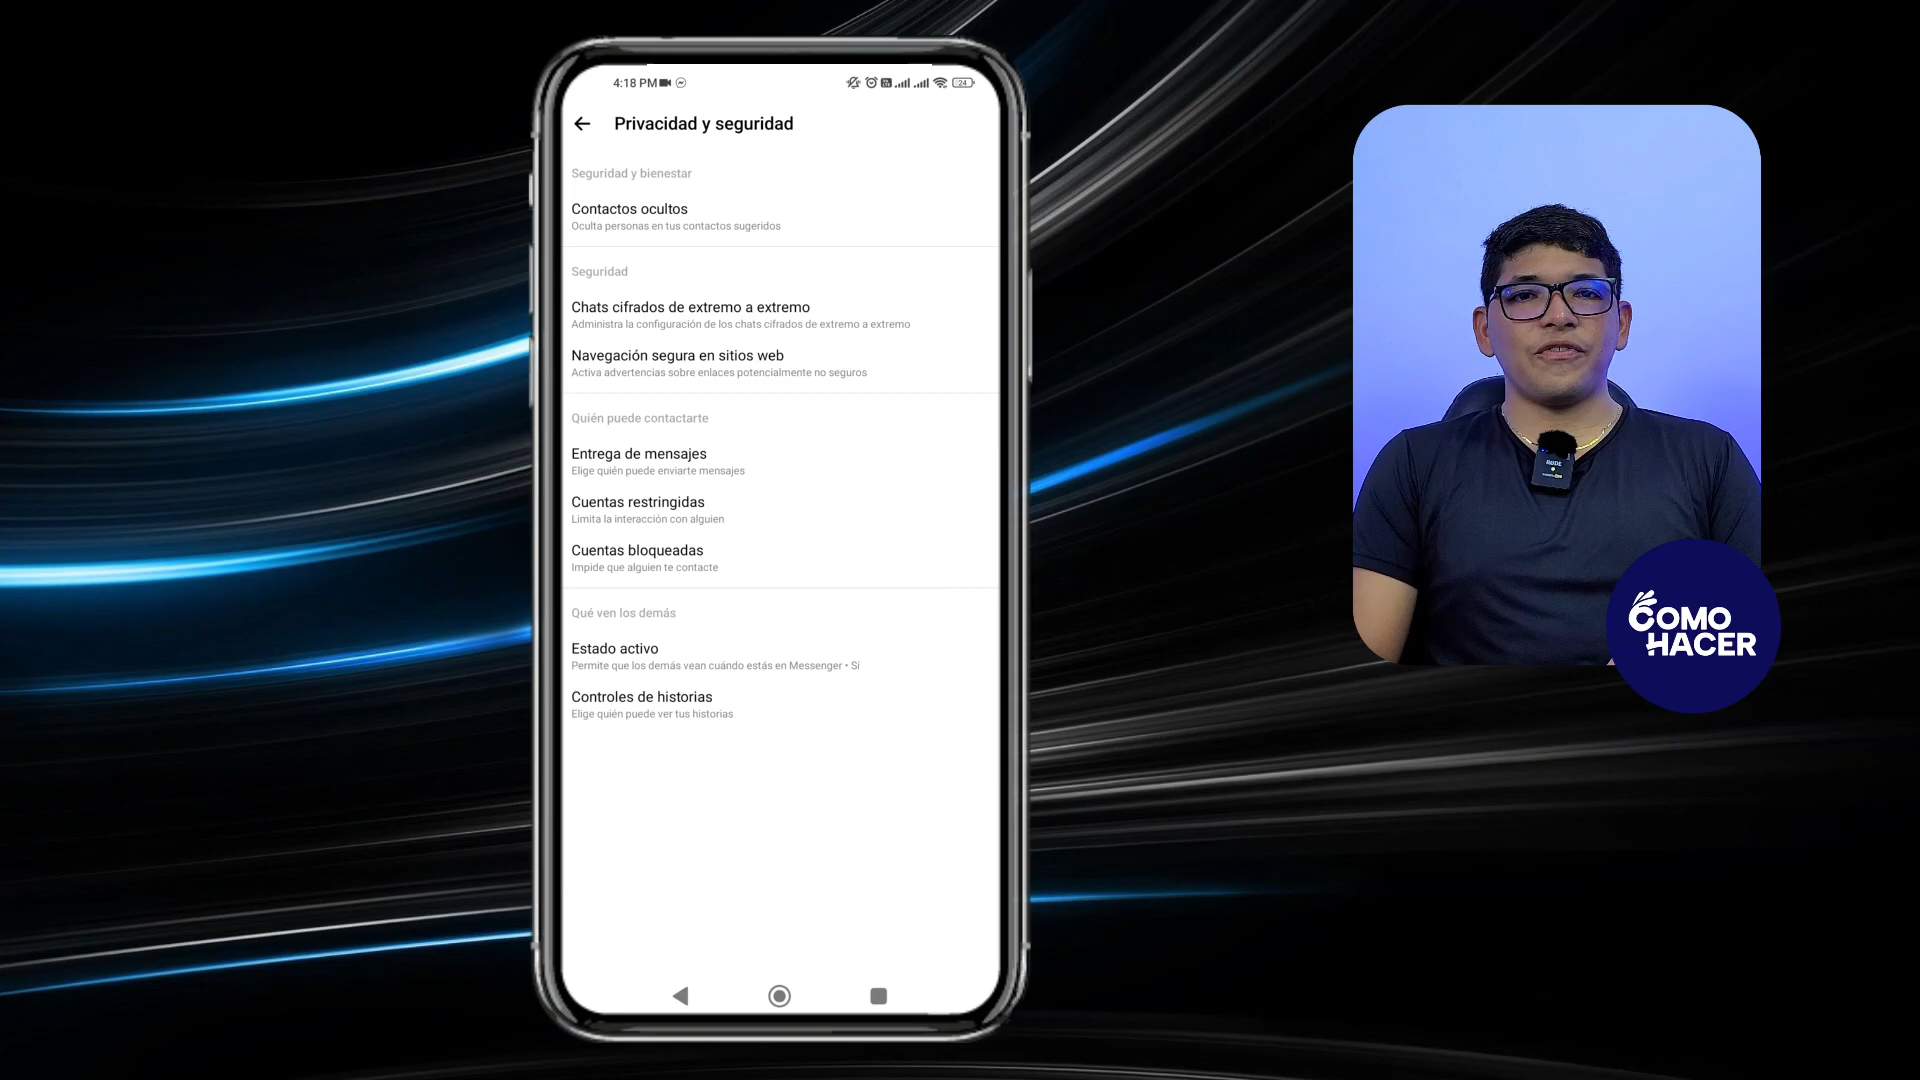 4:18 PM
24
Privacidad y seguridad
Seguridad y bienestar
Contactos ocultos
Oculta personas en tus contactos sugeridos
Seguridad
Chats cifrados de extremo a extremo
Administra la configuración de los chats cifrados de extremo a extremo
Navegación segura en sitios web
Activa advertencias sobre enlaces potencialmente no seguros
Quién puede contactarte
Entrega de mensajes
Elige quién puede enviarte mensajes
Cuentas restringidas
Limita la interacción con alguien
Cuentas bloqueadas
Impide que alguien te contacte
Qué ven los demás
Estado activo
Permite que los demás vean cuándo estás en Messenger • Sí
Controles de historias
Elige quién puede ver tus historias
RØDE
COMO
HACER